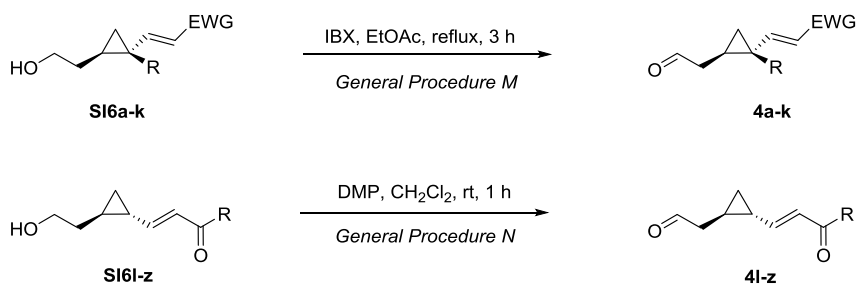 EWG
HO
R
IBX, EtOAc, reflux, 3 h
General Procedure M
O
EWG
R
SI6a-k
4a-k
HO
R
O
DMP, CH₂Cl₂, rt, 1 h
General Procedure N
O
R
O
SI6l-z
4l-z